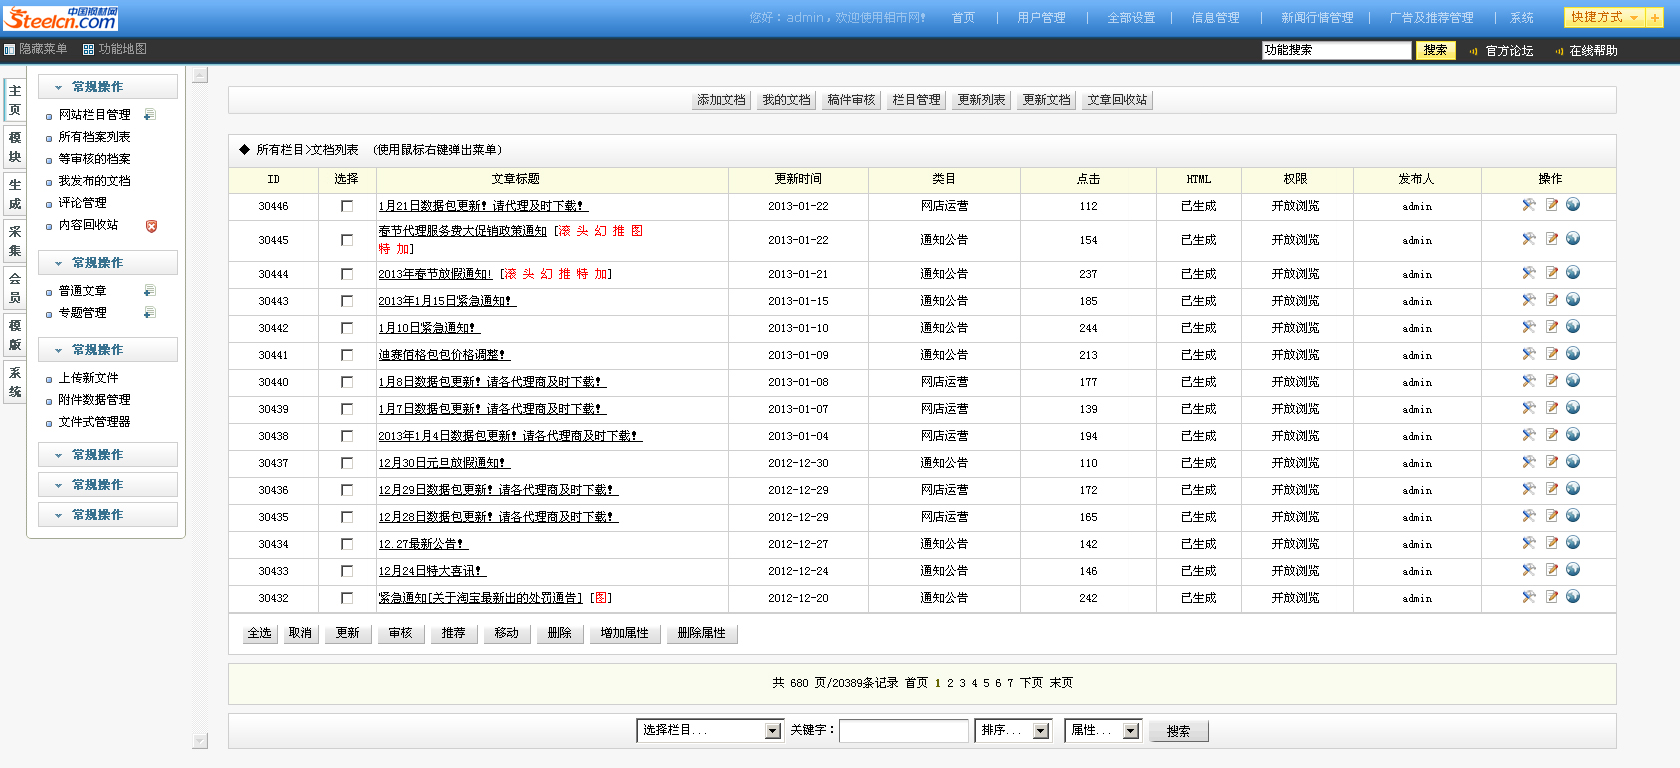 中国钢材网
Steelcn.com
您好：admin，欢迎使用钼市网！ 首页 | 用户管理 | 全部设置 | 信息管理 | 新闻行情管理 | 广告及推荐管理 | 系统 快捷方式 +
隐藏菜单 功能地图 功能搜索 搜索 官方论坛 在线帮助
主页
模块
生成
采集
会员
模版
系统
常规操作
网站栏目管理
所有档案列表
等审核的档案
我发布的文档
评论管理
内容回收站
常规操作
普通文章
专题管理
常规操作
上传新文件
附件数据管理
文件式管理器
常规操作
常规操作
常规操作
添加文档 我的文档 稿件审核 栏目管理 更新列表 更新文档 文章回收站
◆ 所有栏目>文档列表 （使用鼠标右键弹出菜单）
ID 选择 文章标题 更新时间 类目 点击 HTML 权限 发布人 操作
30446 1月21日数据包更新！请代理及时下载！ 2013-01-22 网店运营 112 已生成 开放浏览 admin
30445 春节代理服务费大促销政策通知 [滚 头 幻 推 图 2013-01-22 通知公告 154 已生成 开放浏览 admin
特 加]
30444 2013年春节放假通知! [滚 头 幻 推 特 加] 2013-01-21 通知公告 237 已生成 开放浏览 admin
30443 2013年1月15日紧急通知！ 2013-01-15 通知公告 185 已生成 开放浏览 admin
30442 1月10日紧急通知！ 2013-01-10 通知公告 244 已生成 开放浏览 admin
30441 迪赛佰格包包价格调整！ 2013-01-09 通知公告 213 已生成 开放浏览 admin
30440 1月8日数据包更新！请各代理商及时下载！ 2013-01-08 网店运营 177 已生成 开放浏览 admin
30439 1月7日数据包更新！请各代理商及时下载！ 2013-01-07 网店运营 139 已生成 开放浏览 admin
30438 2013年1月4日数据包更新！请各代理商及时下载！ 2013-01-04 网店运营 194 已生成 开放浏览 admin
30437 12月30日元旦放假通知！ 2012-12-30 通知公告 110 已生成 开放浏览 admin
30436 12月29日数据包更新！请各代理商及时下载！ 2012-12-29 网店运营 172 已生成 开放浏览 admin
30435 12月28日数据包更新！请各代理商及时下载！ 2012-12-29 网店运营 165 已生成 开放浏览 admin
30434 12.27最新公告！ 2012-12-27 通知公告 142 已生成 开放浏览 admin
30433 12月24日特大喜讯！ 2012-12-24 通知公告 146 已生成 开放浏览 admin
30432 紧急通知[关于淘宝最新出的处罚通告] [图] 2012-12-20 通知公告 242 已生成 开放浏览 admin
全选 取消 更新 审核 推荐 移动 删除 增加属性 删除属性
共 680 页/20389条记录 首页 1 2 3 4 5 6 7 下页 末页
选择栏目... 关键字： 排序... 属性... 搜索